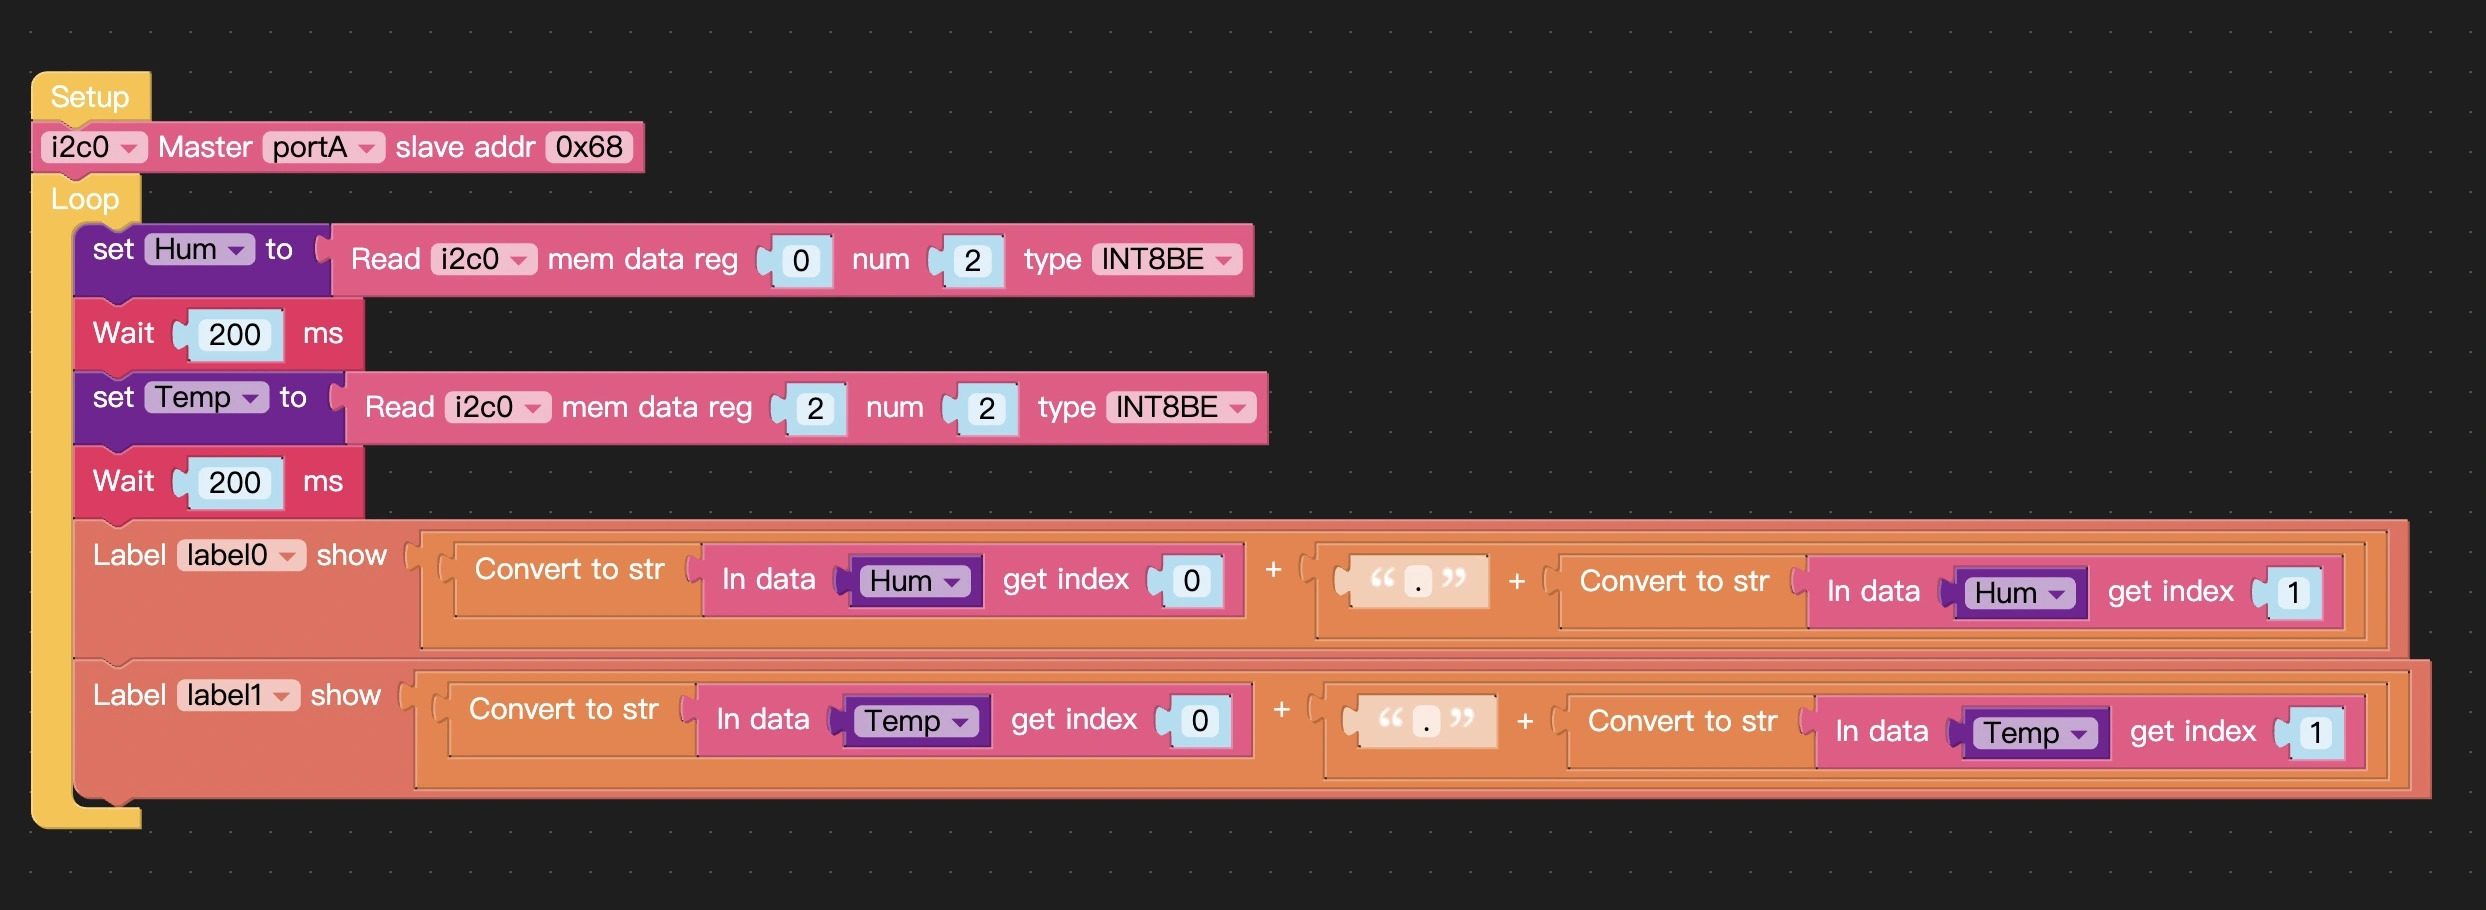 Setup
i2c0 Master portA slave addr 0x68
Loop
set Hum to Read i2c0 mem data reg 0 num 2 type INT8BE
Wait 200 ms
set Temp to Read i2c0 mem data reg 2 num 2 type INT8BE
Wait 200 ms
Label label0 show Convert to str In data Hum get index 0 + “ . ” + Convert to str In data Hum get index 1
Label label1 show Convert to str In data Temp get index 0 + “ . ” + Convert to str In data Temp get index 1